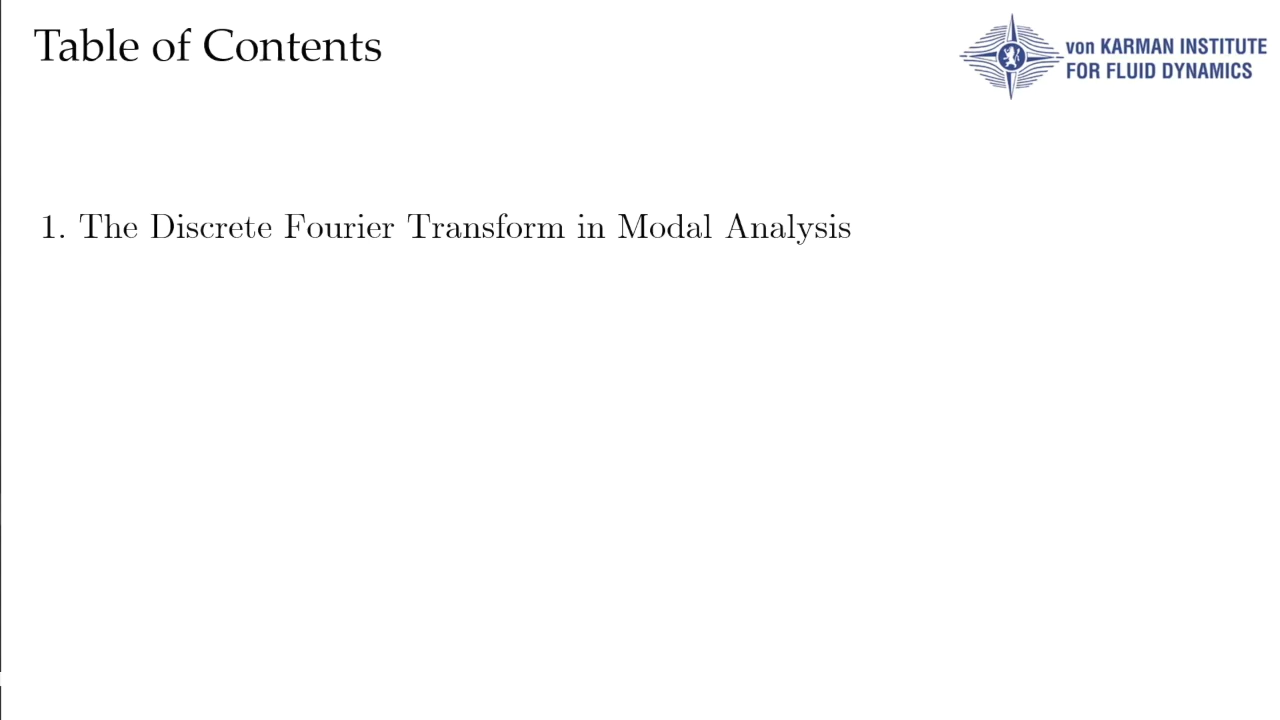 Table of Contents
von KARMAN INSTITUTE
FOR FLUID DYNAMICS
1. The Discrete Fourier Transform in Modal Analysis